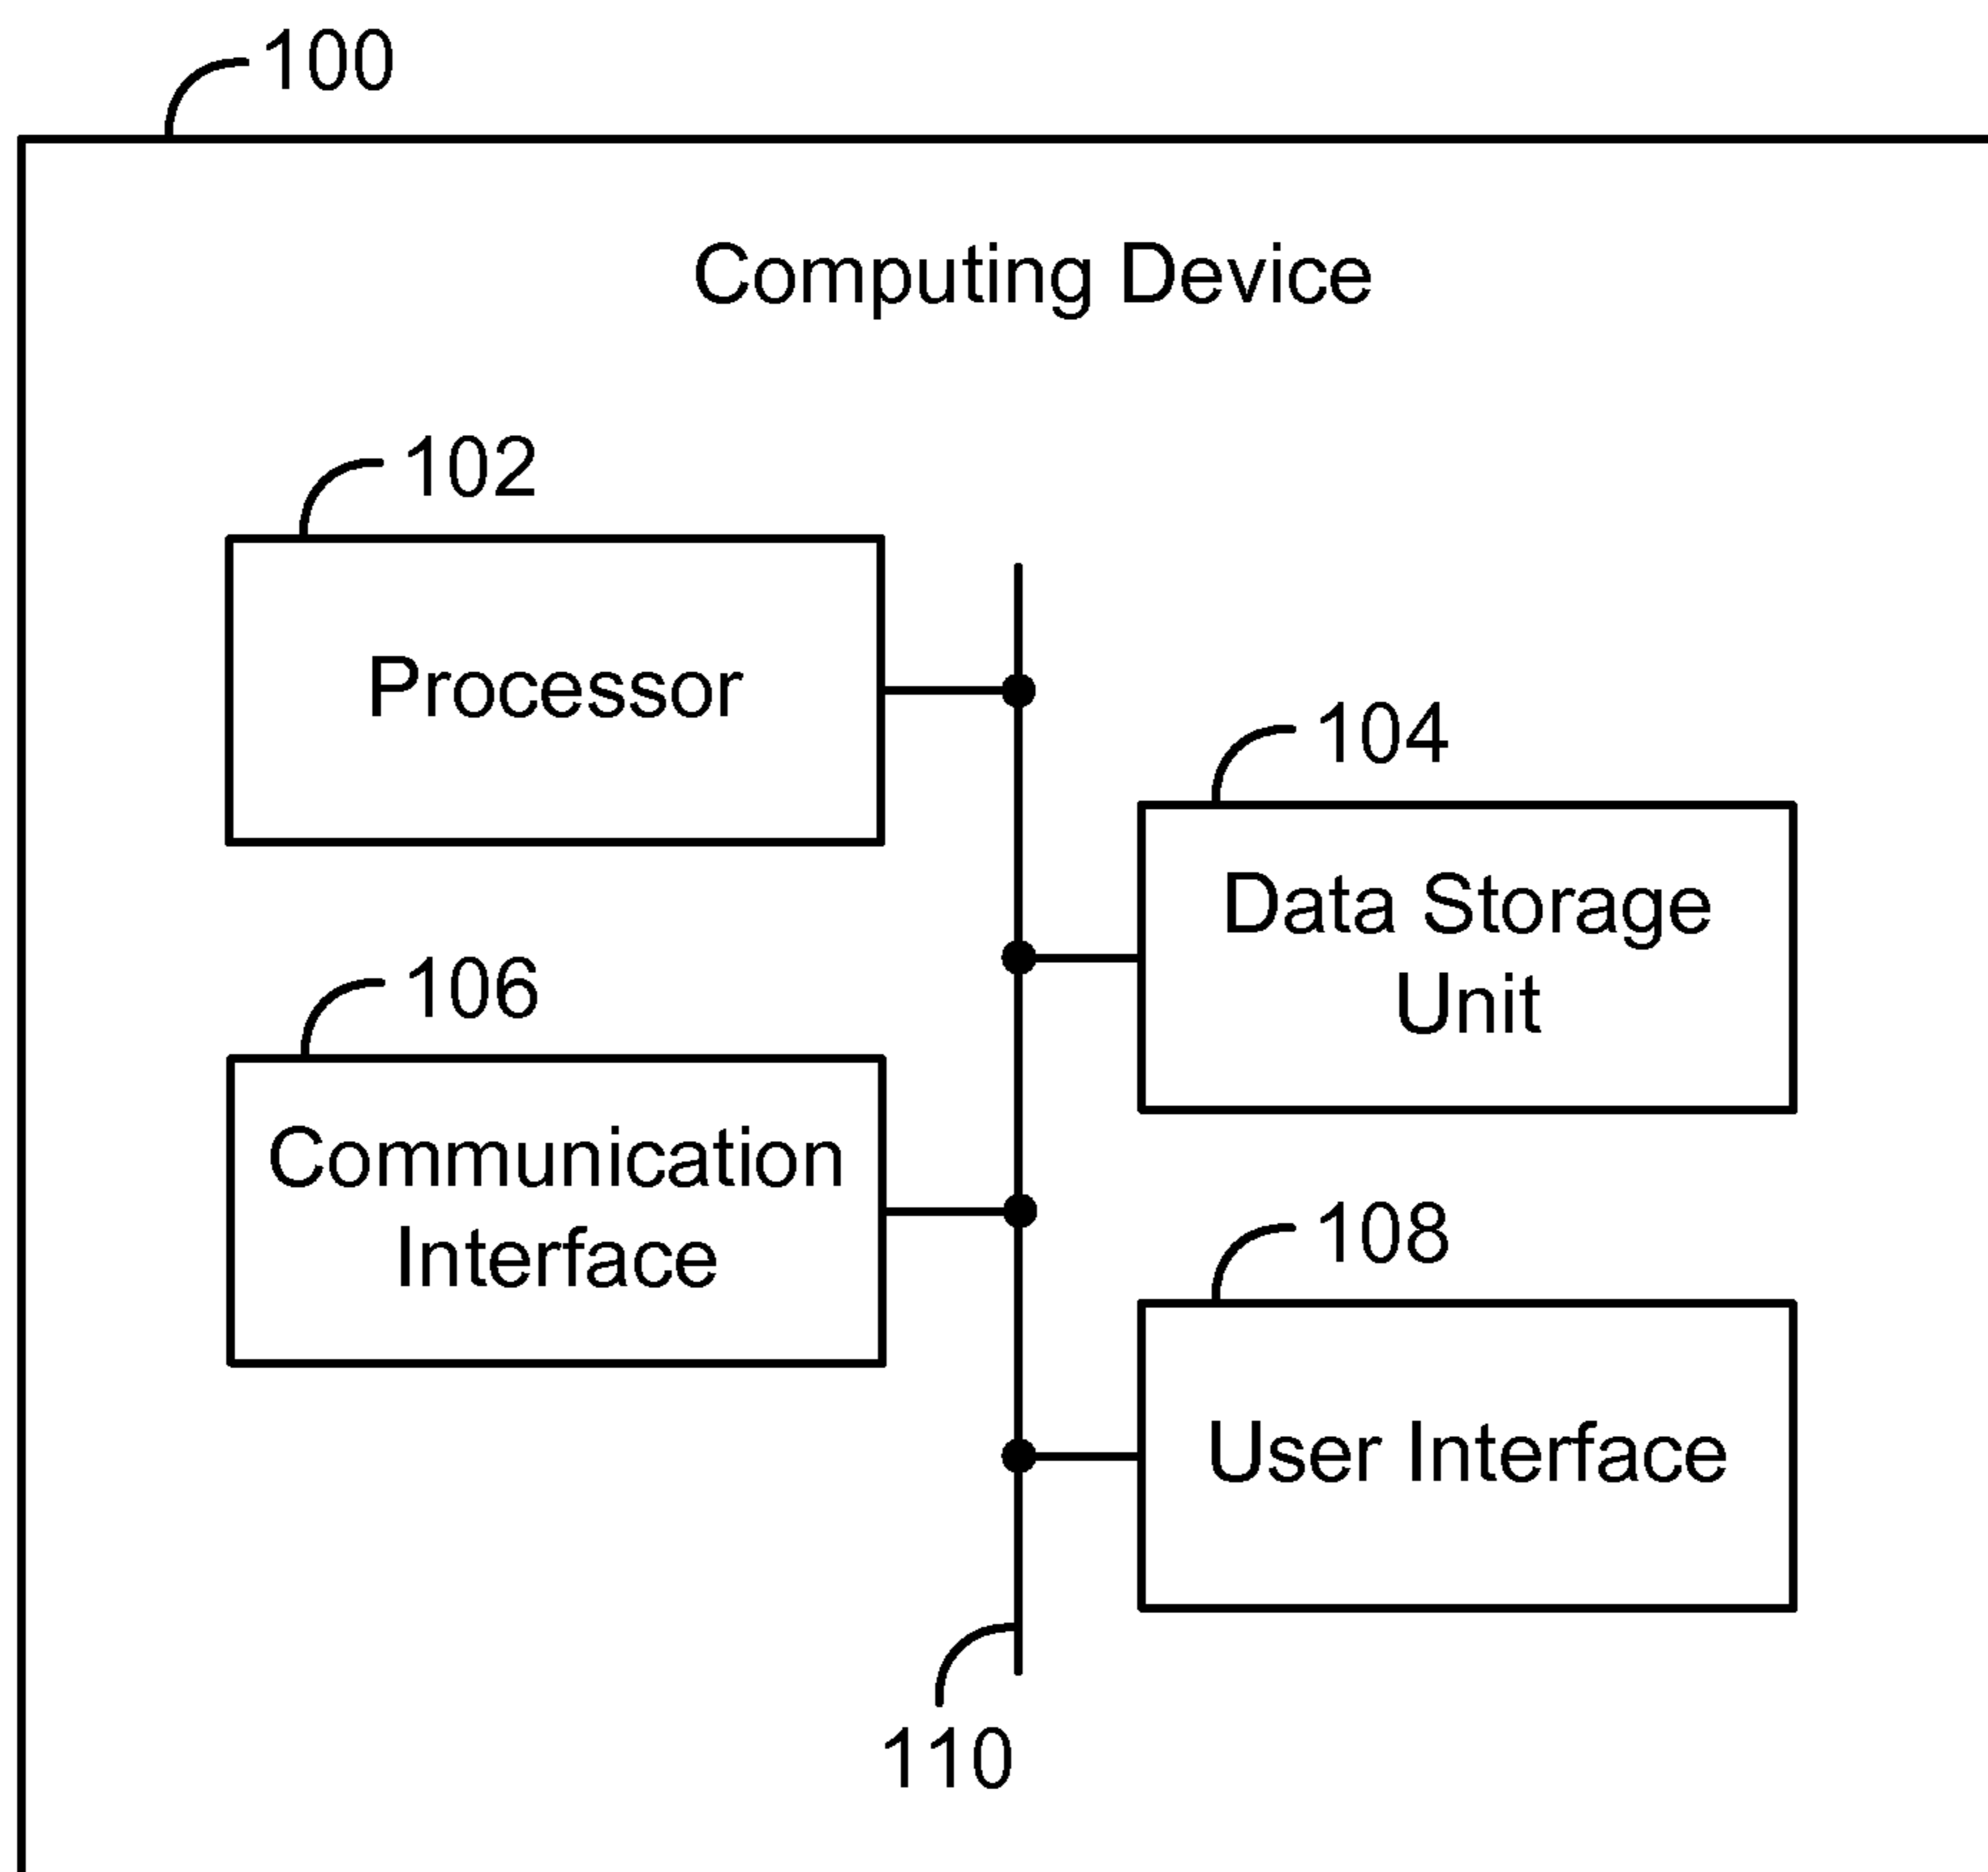 100
Computing Device
102
Processor
104
Data Storage
Unit
106
Communication
Interface
108
User Interface
110